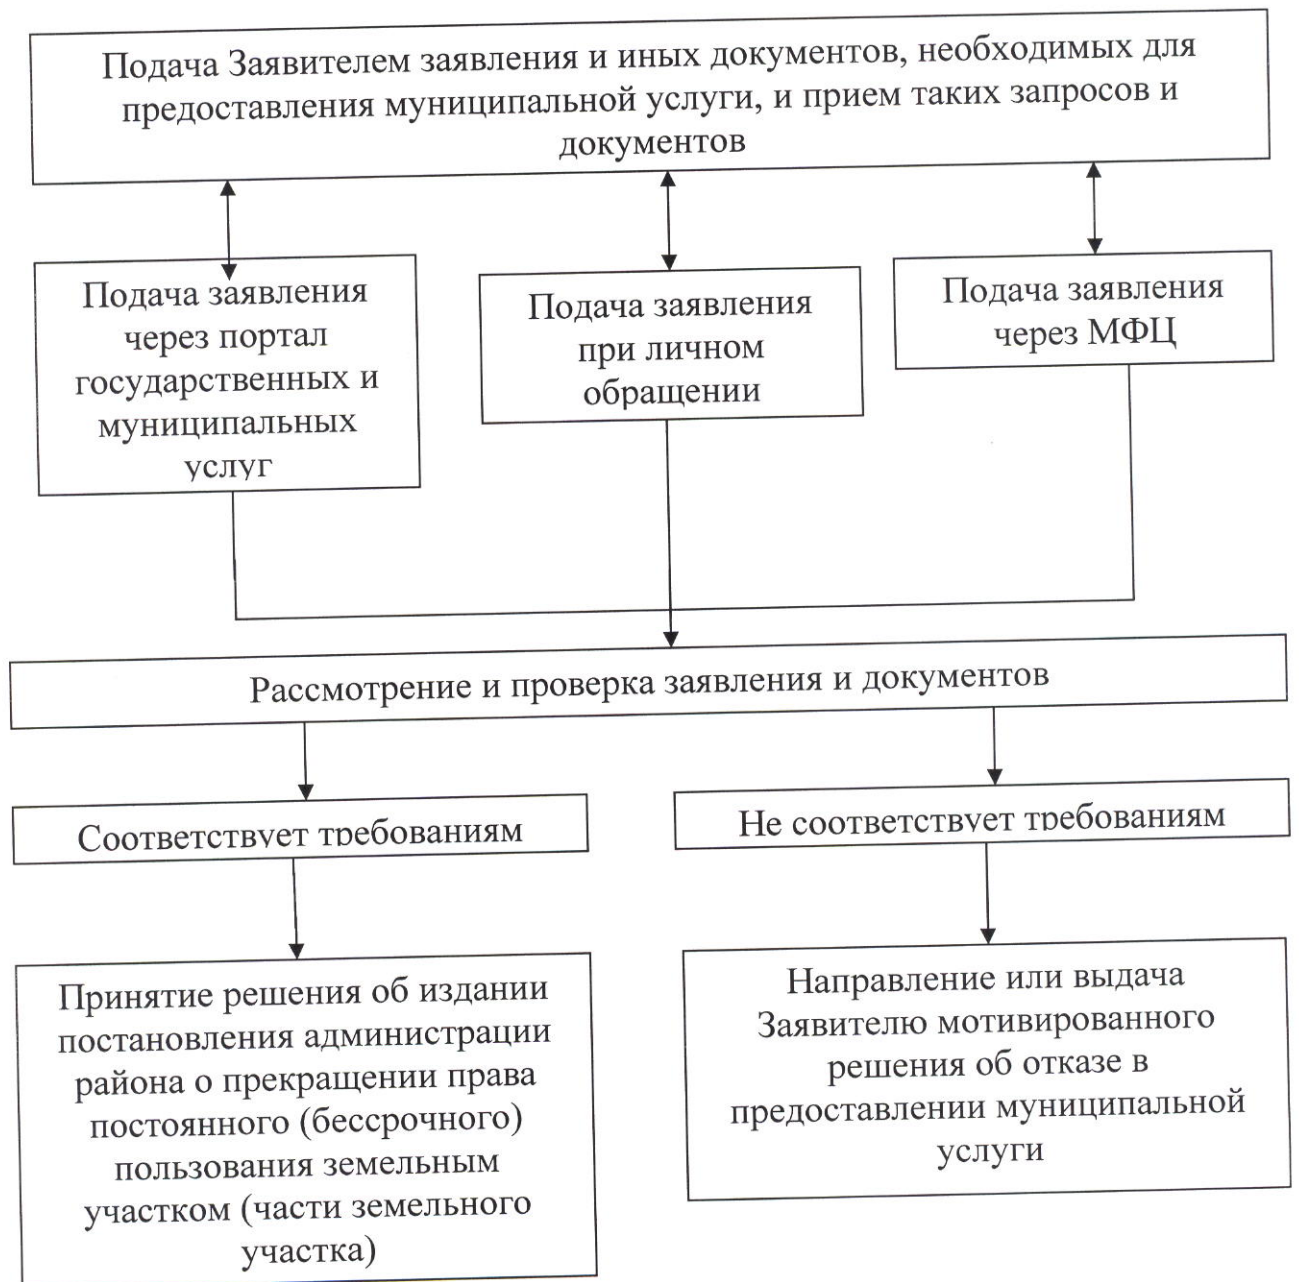 Подача Заявителем заявления и иных документов, необходимых для
предоставления муниципальной услуги, и прием таких запросов и
документов
Подача заявления
через портал
государственных и
муниципальных
услуг
Подача заявления
при личном
обращении
Подача заявления
через МФЦ
Рассмотрение и проверка заявления и документов
Соответствует требованиям
Не соответствует требованиям
Принятие решения об издании
постановления администрации
района о прекращении права
постоянного (бессрочного)
пользования земельным
участком (части земельного
участка)
Направление или выдача
Заявителю мотивированного
решения об отказе в
предоставлении муниципальной
услуги